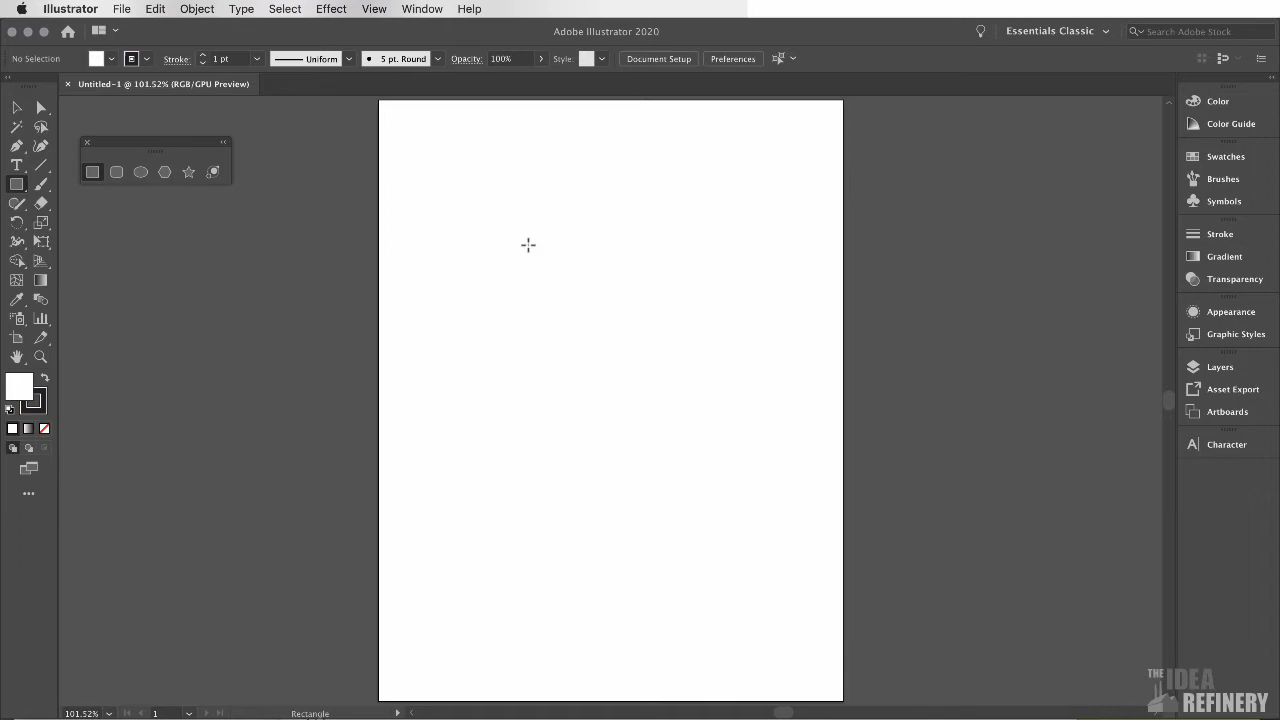 Illustrator File Edit Object Type Select Effect View Window Help
Adobe Illustrator 2020
Essentials Classic
Search Adobe Stock
No Selection Stroke: 1 pt Uniform 5 pt. Round Opacity: 100% Style: Document Setup Preferences
Untitled-1 @ 101.52% (RGB/GPU Preview)
Color
Color Guide
Swatches
Brushes
Symbols
Stroke
Gradient
Transparency
Appearance
Graphic Styles
Layers
Asset Export
Artboards
Character
THE IDEA
REFINERY
101.52% 1 Rectangle